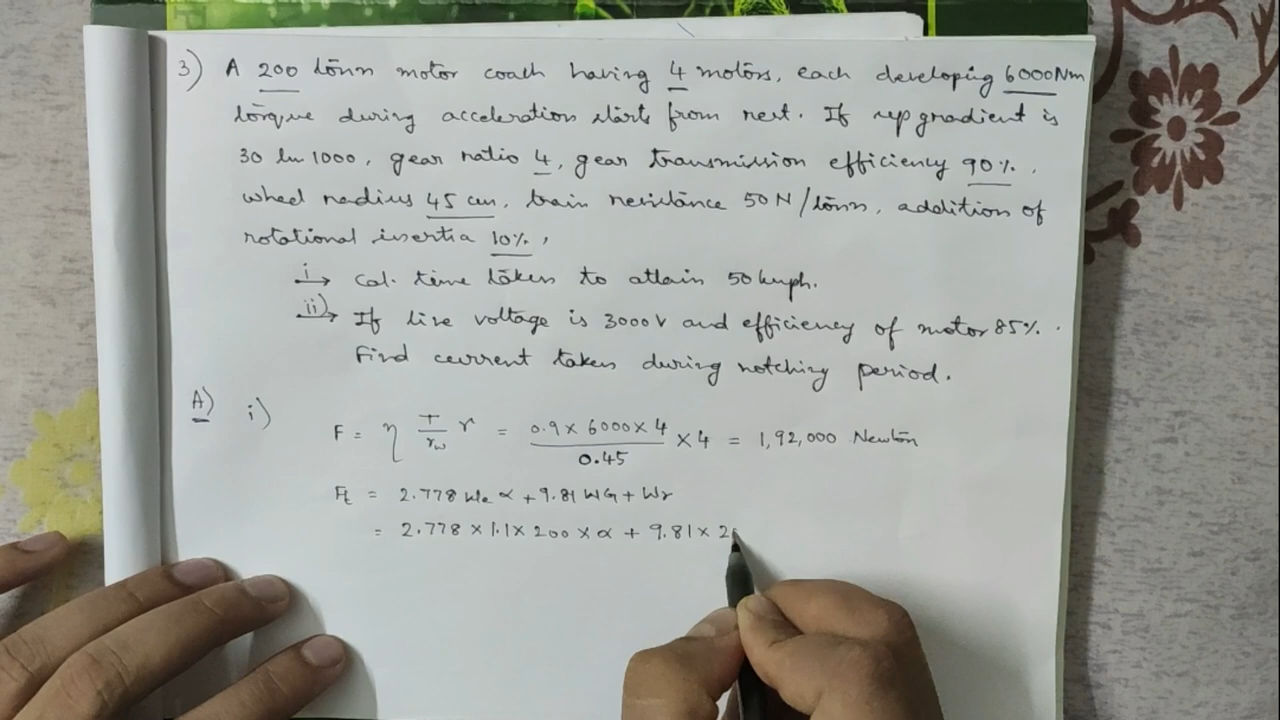 3) A 200 tonn motor coach having 4 motors, each developing 6000Nm
torque during acceleration starts from rest. If up gradient is
30 in 1000, gear ratio 4, gear transmission efficiency 90%,
wheel radius 45 cm, train resistance 50N/tonn, addition of
rotational inertia 10%,
i → Cal. time taken to attain 50 kmph.
ii) → If live voltage is 3000V and efficiency of motor 85%.
Find current taken during notching period.
A) i)
F = η T/r_w r = 0.9 × 6000 × 4 / 0.45 × 4 = 1,92,000 Newton
Ft = 2.778 We α + 9.81 WG + Wr
= 2.778 × 1.1 × 200 × α + 9.81 × 2